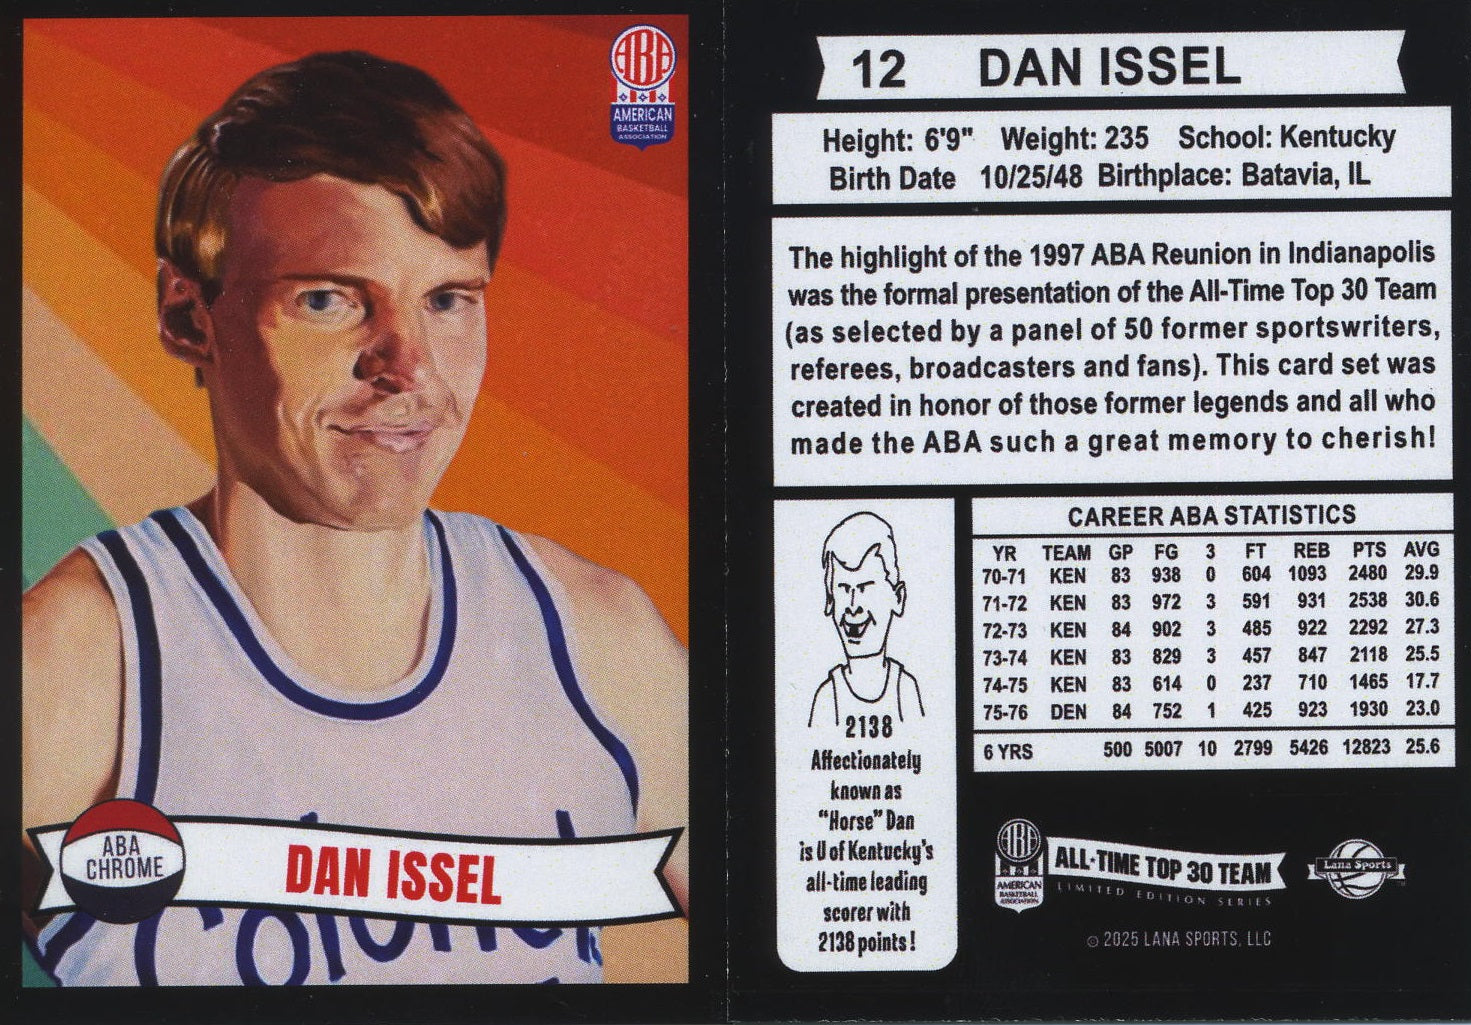 ABA
AMERICAN
BASKETBALL
ASSOCIATION
ABA
CHROME
DAN ISSEL
Colonels
12 DAN ISSEL
Height: 6'9" Weight: 235 School: Kentucky
Birth Date 10/25/48 Birthplace: Batavia, IL
The highlight of the 1997 ABA Reunion in Indianapolis
was the formal presentation of the All-Time Top 30 Team
(as selected by a panel of 50 former sportswriters,
referees, broadcasters and fans). This card set was
created in honor of those former legends and all who
made the ABA such a great memory to cherish!
2138
Affectionately
known as
"Horse" Dan
is U of Kentucky's
all-time leading
scorer with
2138 points!
CAREER ABA STATISTICS
YR TEAM GP FG 3 FT REB PTS AVG
70-71 KEN 83 938 0 604 1093 2480 29.9
71-72 KEN 83 972 3 591 931 2538 30.6
72-73 KEN 84 902 3 485 922 2292 27.3
73-74 KEN 83 829 3 457 847 2118 25.5
74-75 KEN 83 614 0 237 710 1465 17.7
75-76 DEN 84 752 1 425 923 1930 23.0
6 YRS 500 5007 10 2799 5426 12823 25.6
ABA
AMERICAN
BASKETBALL
ASSOCIATION
ALL-TIME TOP 30 TEAM
LIMITED EDITION SERIES
Lana Sports
© 2025 LANA SPORTS, LLC